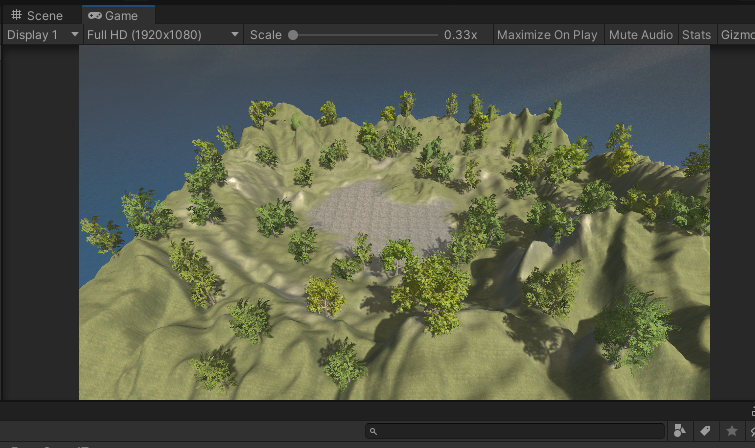 Scene Game
Display 1 Full HD (1920x1080) Scale 0.33x Maximize On Play Mute Audio Stats Gizmo